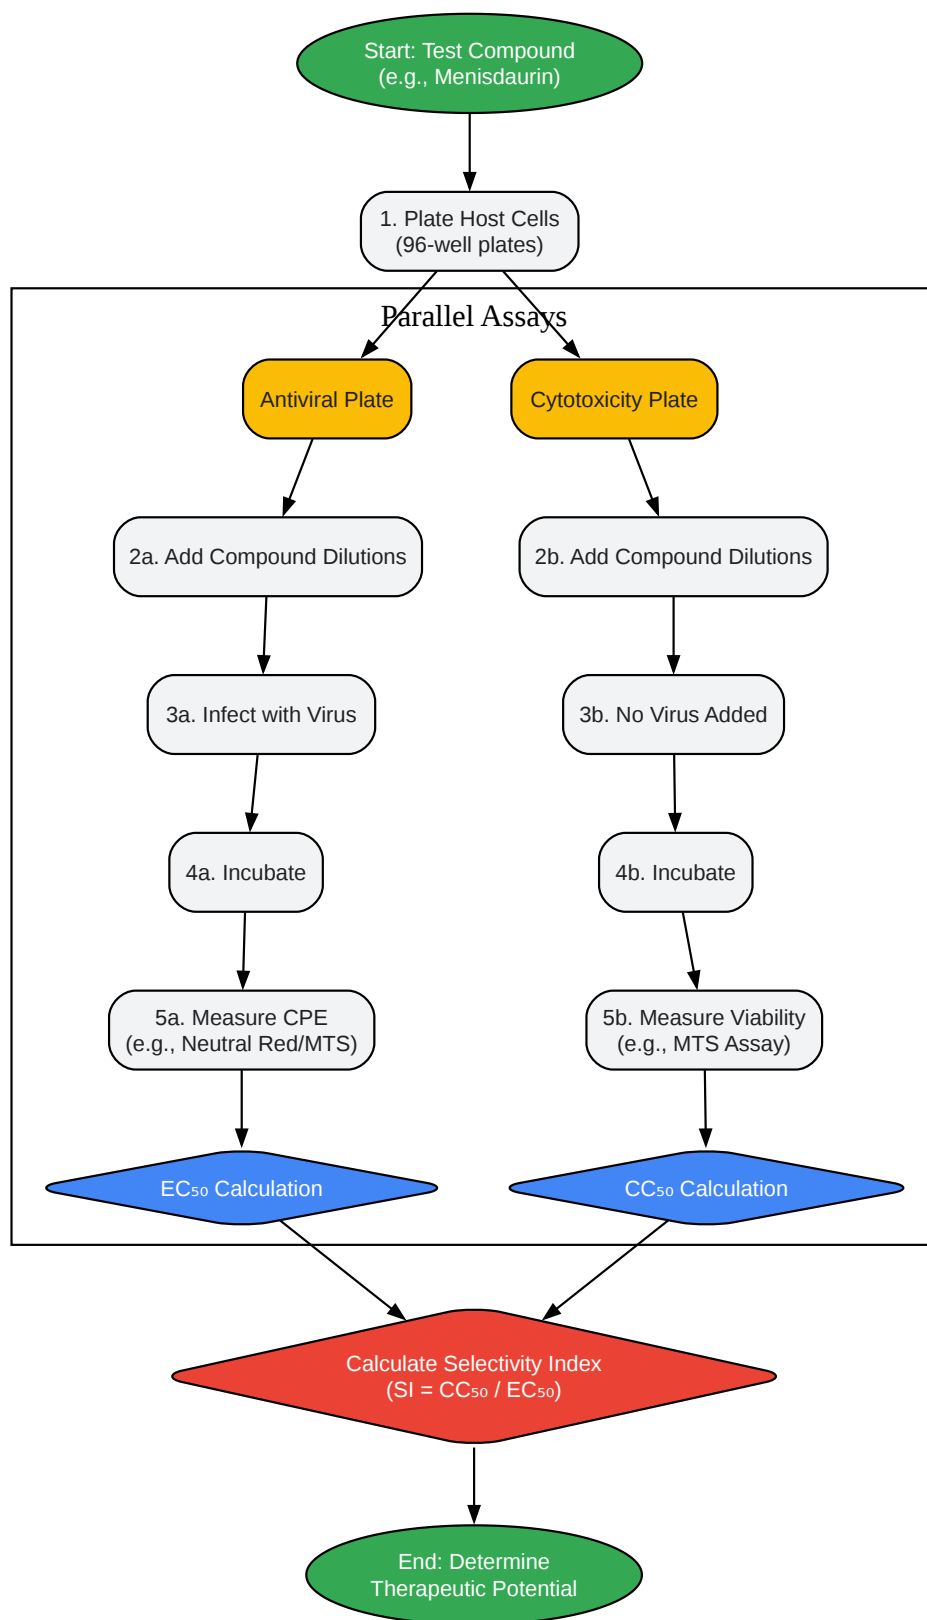 Start: Test Compound
(e.g., Menisdaurin)
1. Plate Host Cells
(96-well plates)
Parallel Assays
Antiviral Plate
Cytotoxicity Plate
2a. Add Compound Dilutions
2b. Add Compound Dilutions
3a. Infect with Virus
3b. No Virus Added
4a. Incubate
4b. Incubate
5a. Measure CPE
(e.g., Neutral Red/MTS)
5b. Measure Viability
(e.g., MTS Assay)
EC₅₀ Calculation
CC₅₀ Calculation
Calculate Selectivity Index
(SI = CC₅₀ / EC₅₀)
End: Determine
Therapeutic Potential